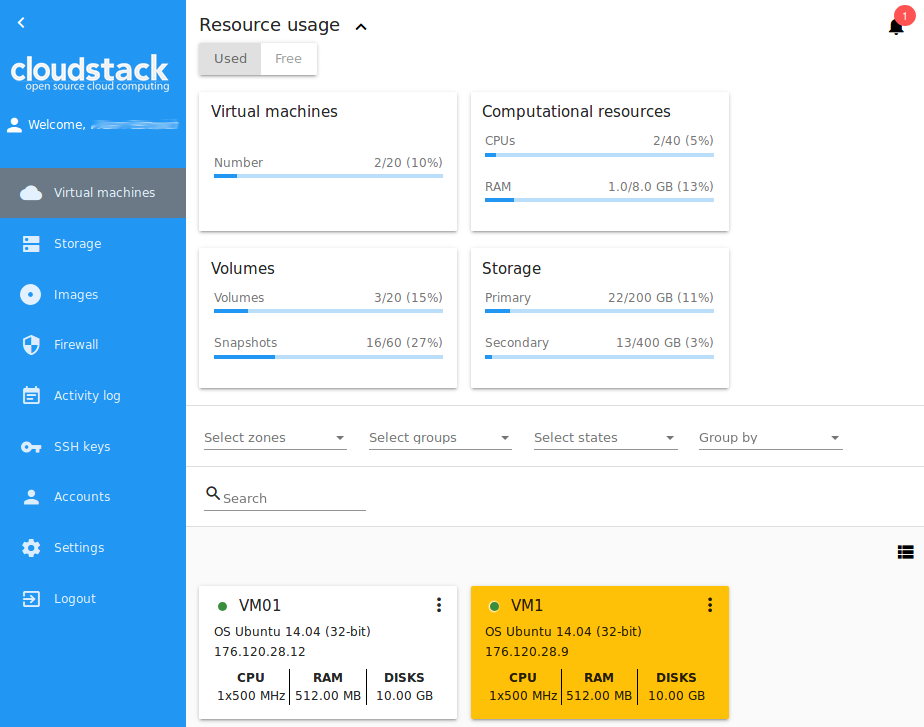 cloudstack
open source cloud computing
Welcome,
Virtual machines
Storage
Images
Firewall
Activity log
SSH keys
Accounts
Settings
Logout
Resource usage
1
Used Free
Virtual machines
Number 2/20 (10%)
Computational resources
CPUs 2/40 (5%)
RAM 1.0/8.0 GB (13%)
Volumes
Volumes 3/20 (15%)
Snapshots 16/60 (27%)
Storage
Primary 22/200 GB (11%)
Secondary 13/400 GB (3%)
Select zones Select groups Select states Group by
Search
VM01
OS Ubuntu 14.04 (32-bit)
176.120.28.12
CPU RAM DISKS
1x500 MHz 512.00 MB 10.00 GB
VM1
OS Ubuntu 14.04 (32-bit)
176.120.28.9
CPU RAM DISKS
1x500 MHz 512.00 MB 10.00 GB